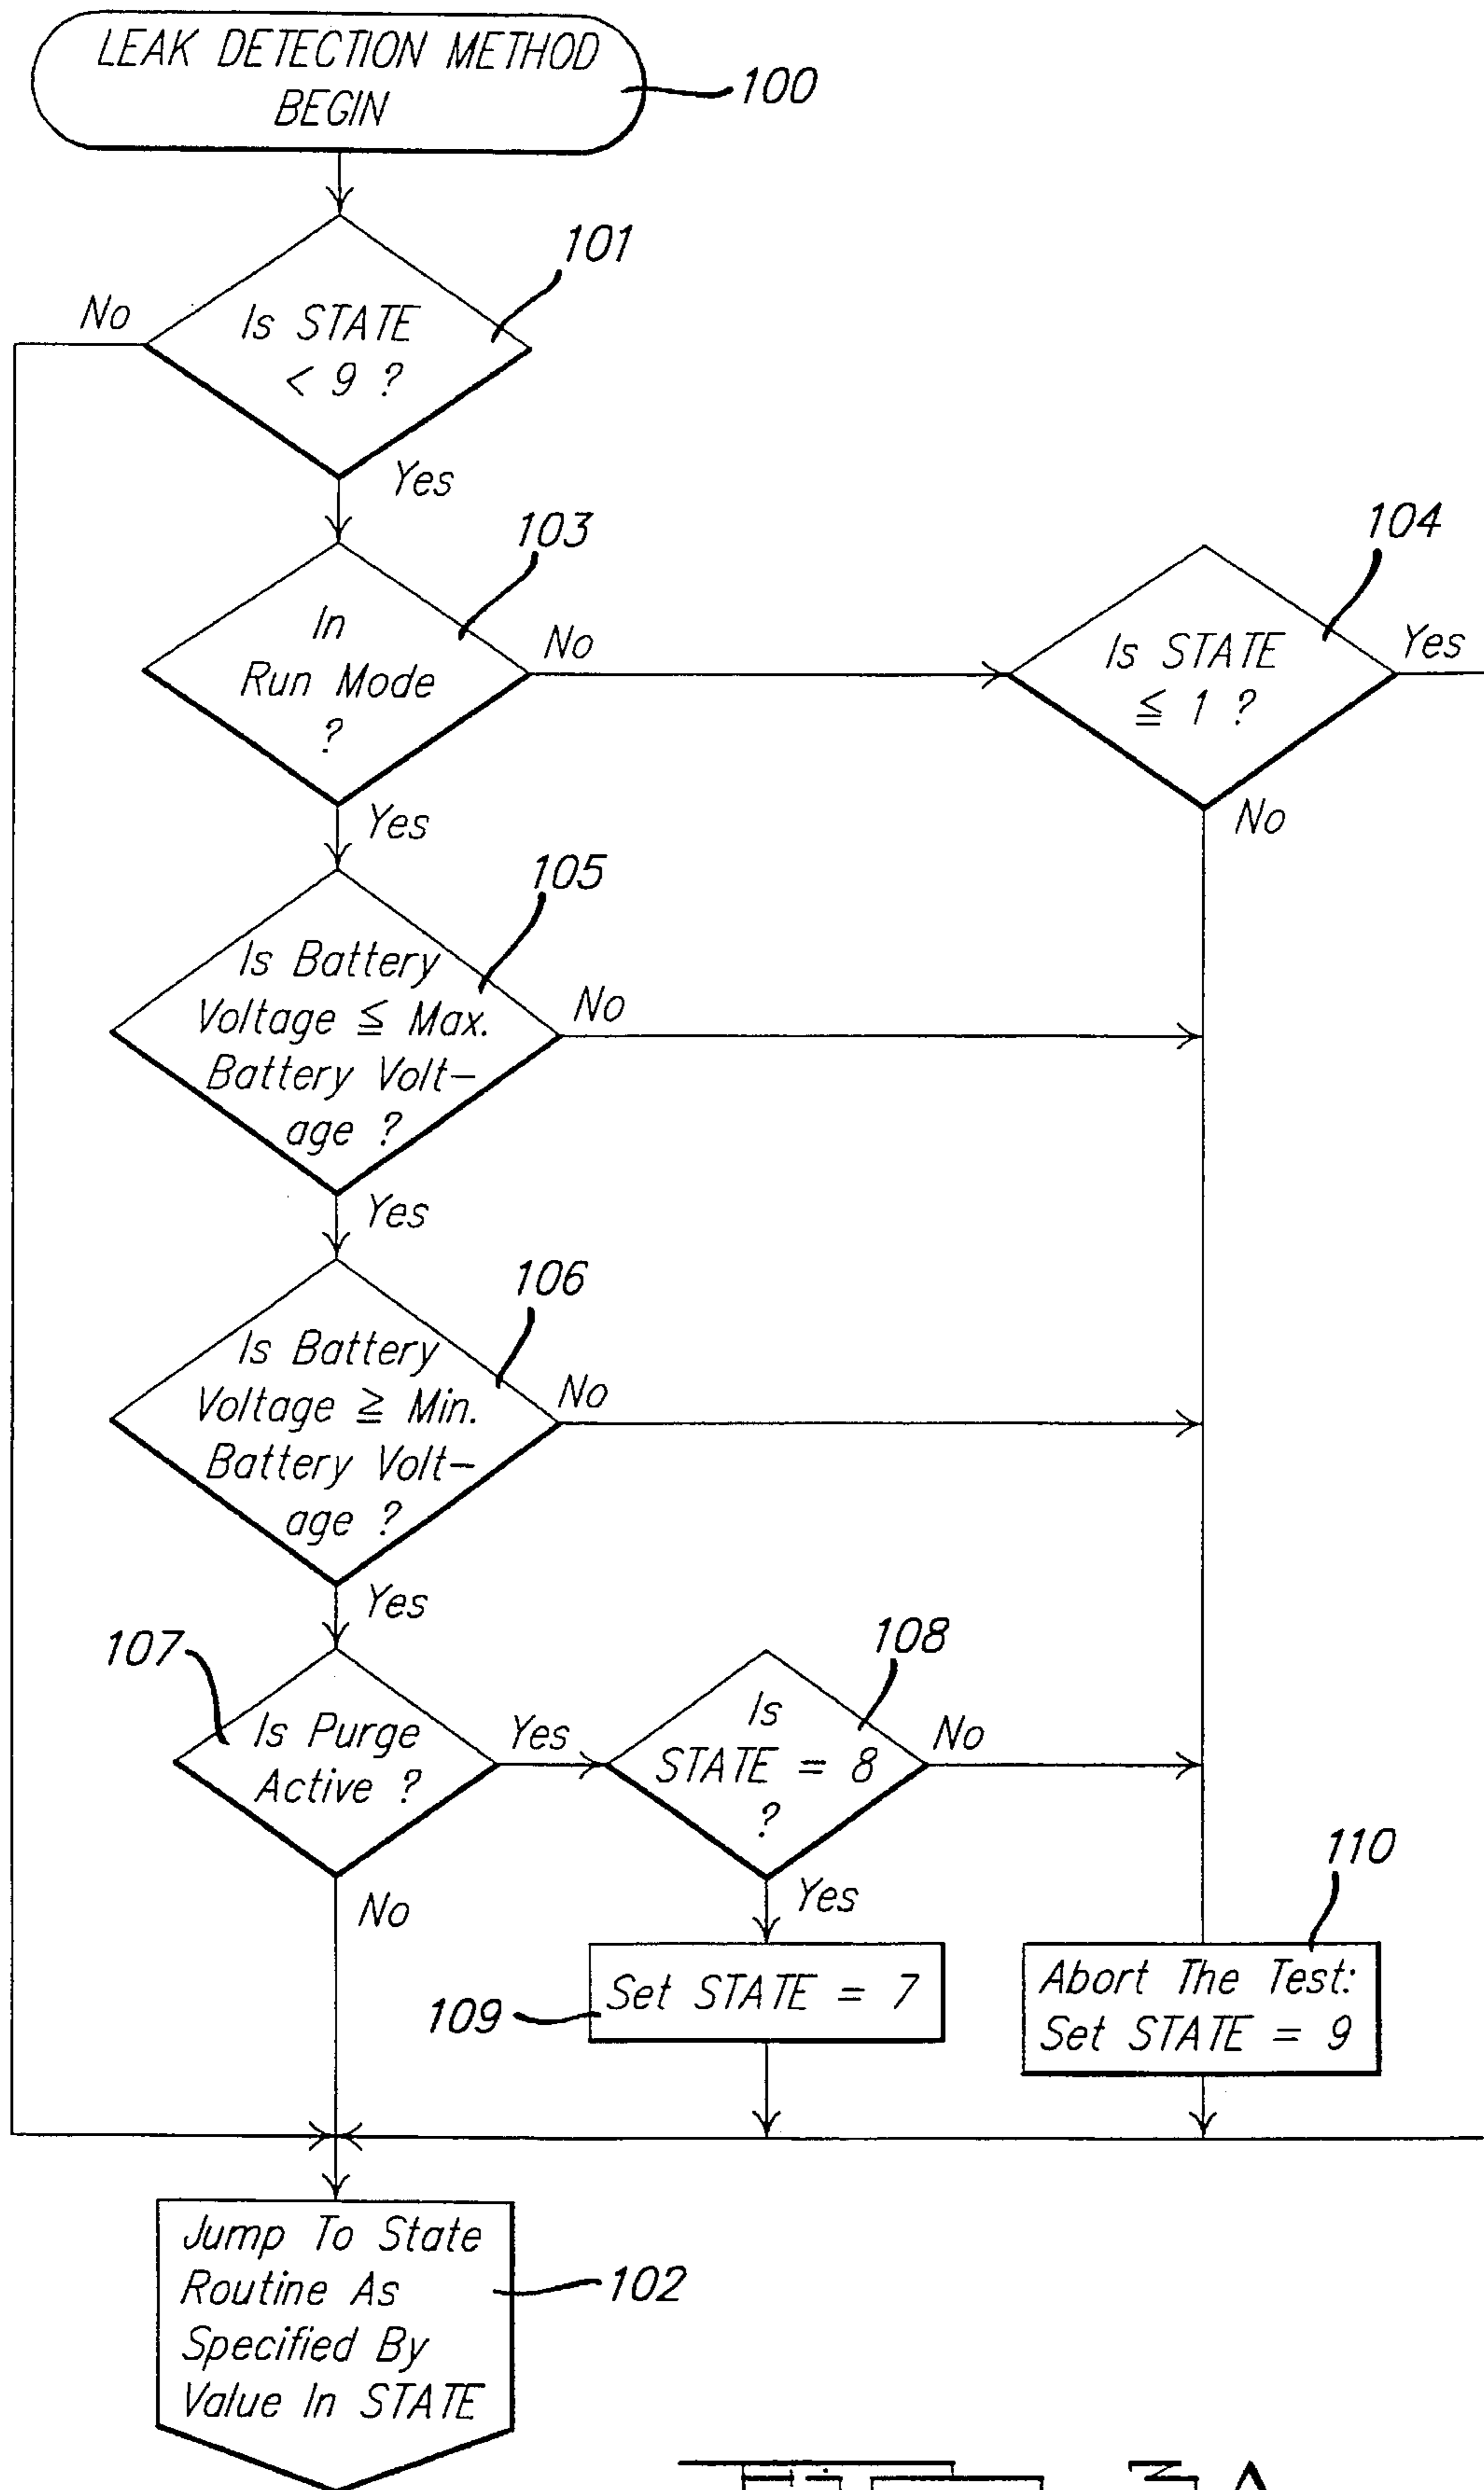 LEAK DETECTION METHOD
BEGIN
100
101
No
Is STATE
< 9 ?
Yes
103
In
Run Mode
?
No
Yes
104
Is STATE
≦ 1 ?
Yes
No
105
Is Battery
Voltage ≦ Max.
Battery Volt-
age ?
No
Yes
106
Is Battery
Voltage ≧ Min.
Battery Volt-
age ?
No
Yes
107
Is Purge
Active ?
Yes
No
108
Is
STATE = 8
?
No
Yes
109
Set STATE = 7
110
Abort The Test:
Set STATE = 9
Jump To State
Routine As
Specified By
Value In STATE
102